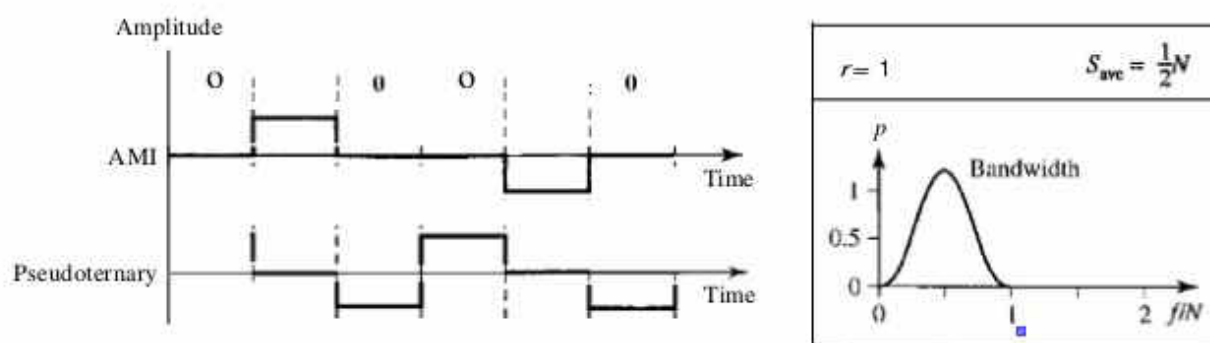 Amplitude
O 0 O : 0
AMI
Time
Pseudoternary
Time
r = 1
S_ave = 1/2 N
p
Bandwidth
1
0.5
0
0 1 2 f/N